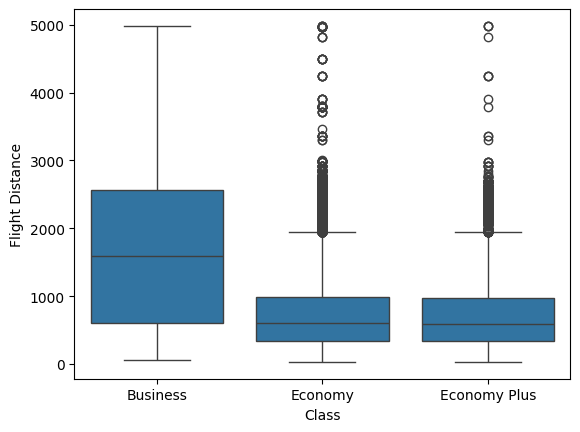 5000
4000
3000
2000
1000
0
Flight Distance
Business
Economy
Economy Plus
Class